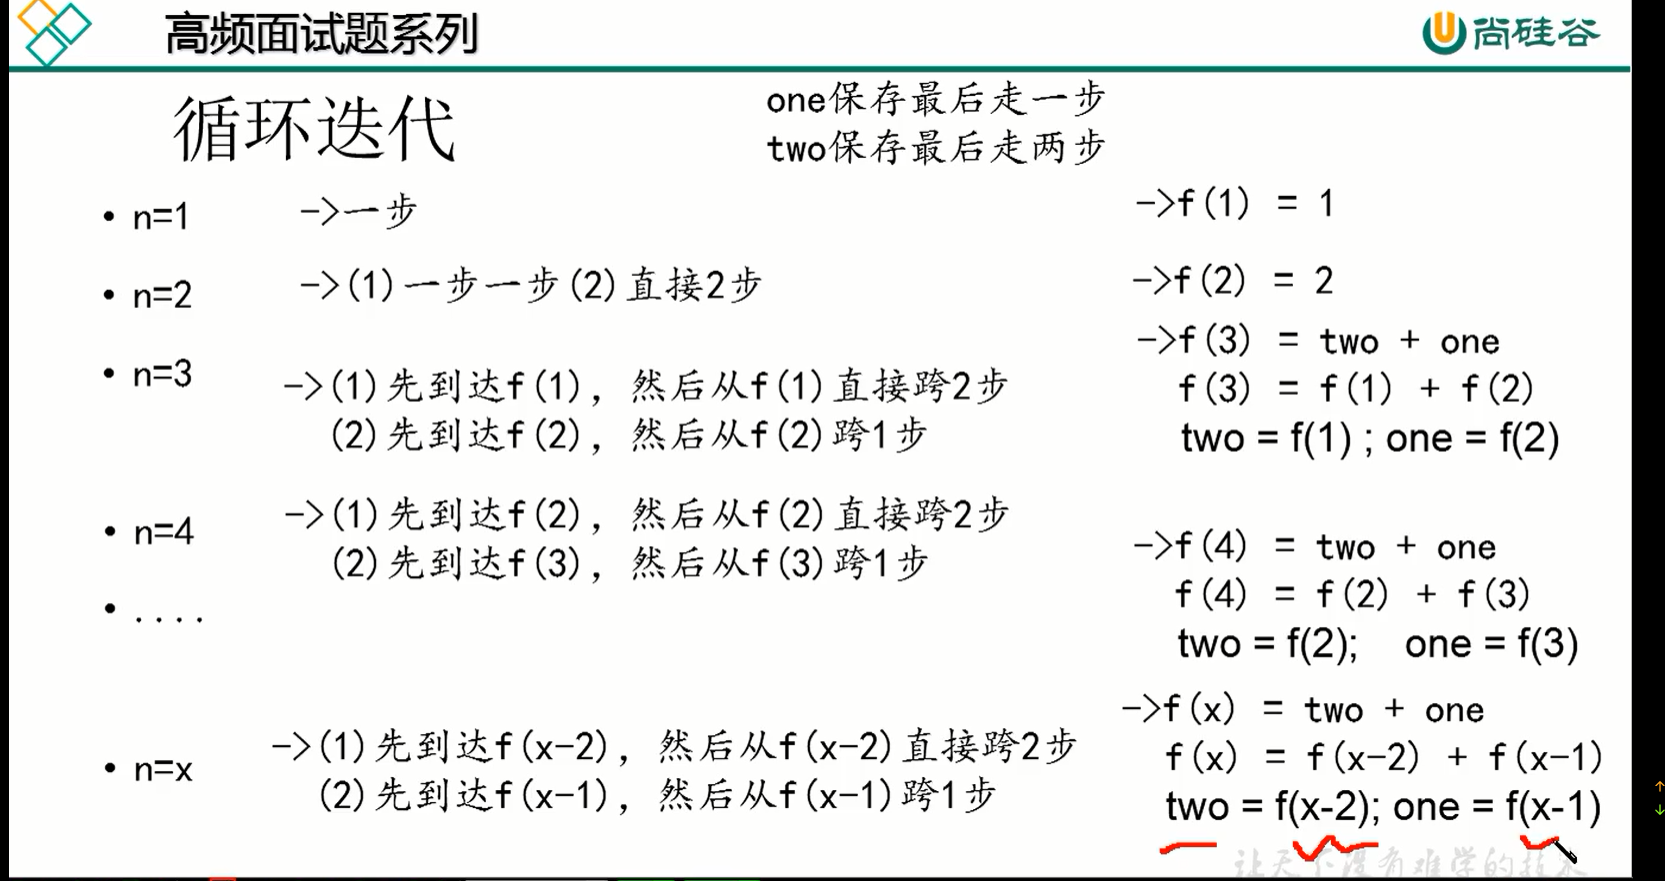 高频面试题系列
尚硅谷
循环迭代
one保存最后走一步
two保存最后走两步
• n=1 ->一步 ->f(1) = 1
• n=2 ->(1)一步一步(2)直接2步 ->f(2) = 2
• n=3 ->(1)先到达f(1),然后从f(1)直接跨2步
(2)先到达f(2),然后从f(2)跨1步
->f(3) = two + one
f(3) = f(1) + f(2)
two = f(1) ; one = f(2)
• n=4 ->(1)先到达f(2),然后从f(2)直接跨2步
(2)先到达f(3),然后从f(3)跨1步
->f(4) = two + one
f(4) = f(2) + f(3)
two = f(2); one = f(3)
• ....
• n=x ->(1)先到达f(x-2),然后从f(x-2)直接跨2步
(2)先到达f(x-1),然后从f(x-1)跨1步
->f(x) = two + one
f(x) = f(x-2) + f(x-1)
two = f(x-2); one = f(x-1)
让天下没有难学的技术